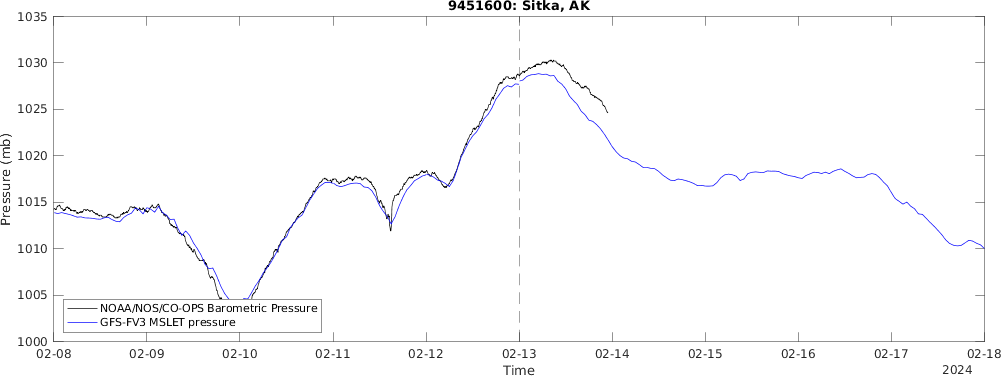 9451600: Sitka, AK
Pressure (mb)
1035
1030
1025
1020
1015
1010
1005
1000
NOAA/NOS/CO-OPS Barometric Pressure
GFS-FV3 MSLET pressure
02-08 02-09 02-10 02-11 02-12 02-13 02-14 02-15 02-16 02-17 02-18
Time
2024